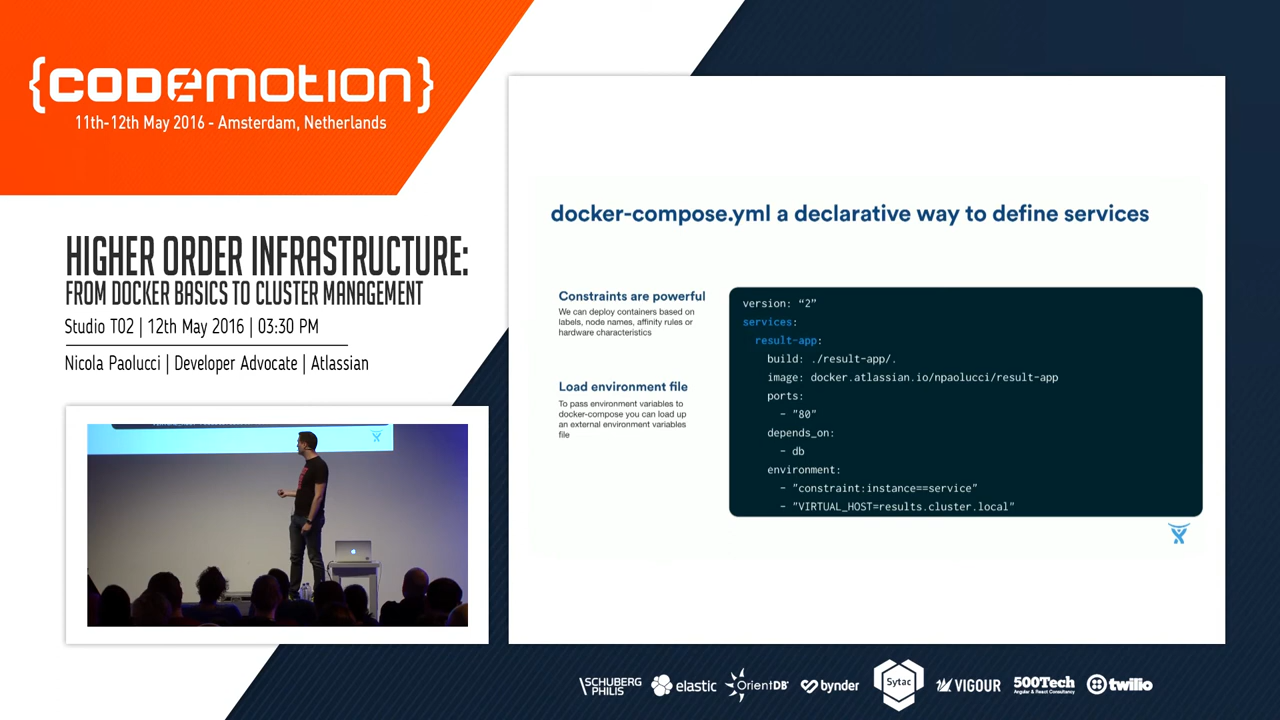 {CODEMOTION}
11th-12th May 2016 - Amsterdam, Netherlands
HIGHER ORDER INFRASTRUCTURE:
FROM DOCKER BASICS TO CLUSTER MANAGEMENT
Studio T02 | 12th May 2016 | 03:30 PM
Nicola Paolucci | Developer Advocate | Atlassian
docker-compose.yml a declarative way to define services
Constraints are powerful
We can deploy containers based on
labels, node names, affinity rules or
hardware characteristics
Load environment file
To pass environment variables to
docker-compose you can load up
an external environment variables
file
version: “2”
services:
result-app:
build: ./result-app/.
image: docker.atlassian.io/npaolucci/result-app
ports:
- "80"
depends_on:
- db
environment:
- "constraint:instance==service"
- "VIRTUAL_HOST=results.cluster.local"
SCHUBERG
PHILIS
elastic
OrientDB
bynder
Sytac
VIGOUR
500Tech
Angular & React Consultancy
twilio